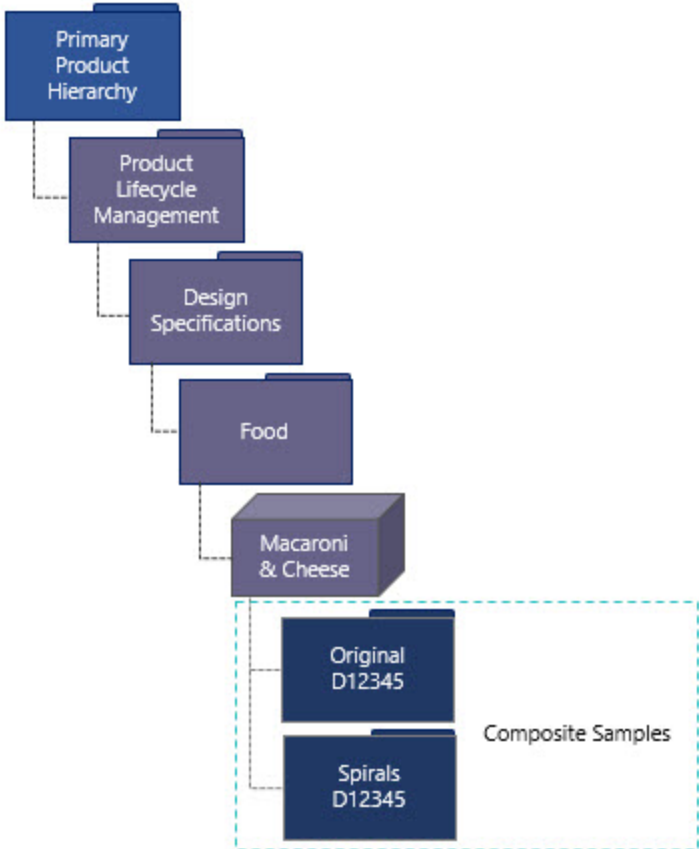 Primary
Product
Hierarchy
Product
Lifecycle
Management
Design
Specifications
Food
Macaroni
& Cheese
Original
D12345
Composite Samples
Spirals
D12345